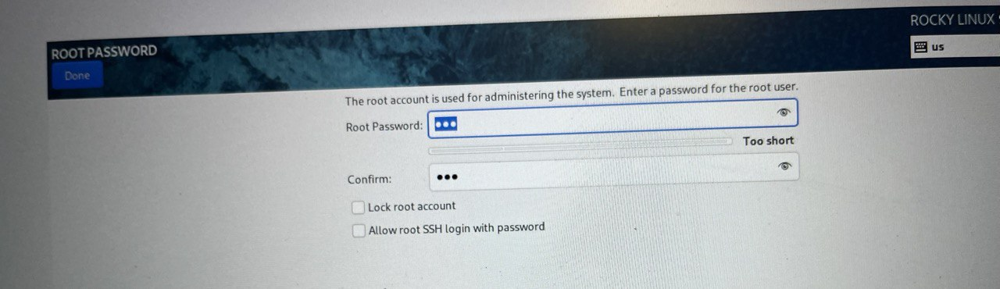 ROOT PASSWORD
ROCKY LINUX
Done
us
The root account is used for administering the system. Enter a password for the root user.
Root Password: •••
Too short
Confirm: •••
Lock root account
Allow root SSH login with password